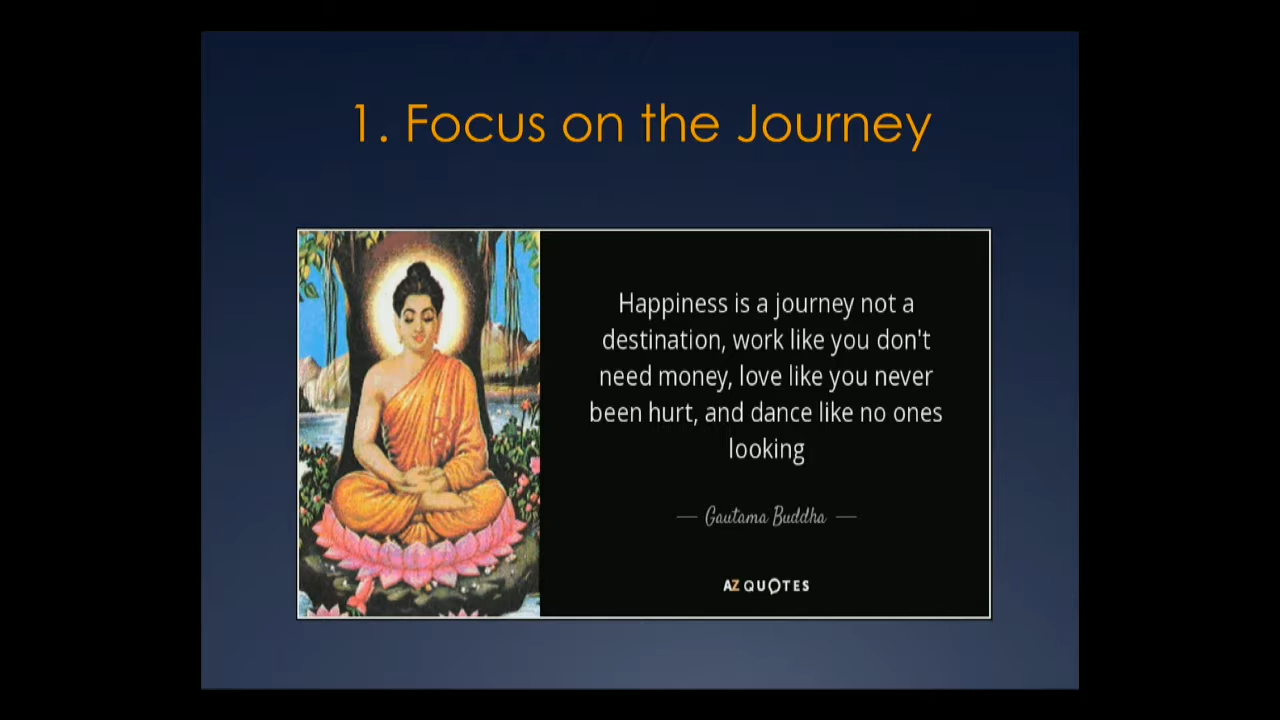 1. Focus on the Journey
Happiness is a journey not a
destination, work like you don't
need money, love like you never
been hurt, and dance like no ones
looking
— Gautama Buddha —
AZ QUOTES